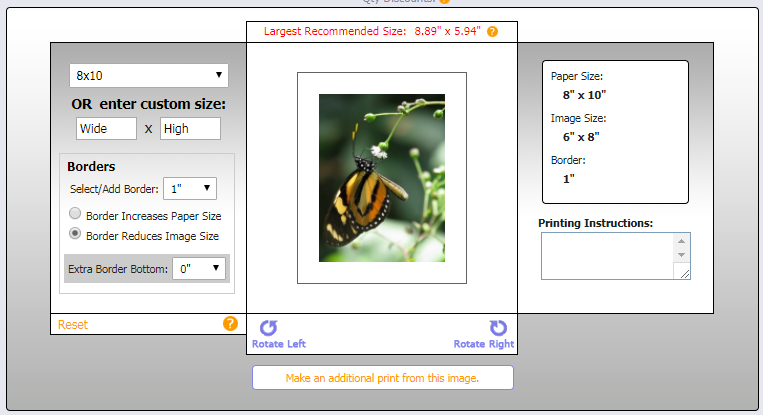 Qty Discounts: ?
Largest Recommended Size: 8.89" x 5.94" ?
8x10
OR enter custom size:
Wide x High
Borders
Select/Add Border: 1"
Border Increases Paper Size
Border Reduces Image Size
Extra Border Bottom: 0"
Reset ?
Rotate Left
Rotate Right
Paper Size:
8" x 10"
Image Size:
6" x 8"
Border:
1"
Printing Instructions:
Make an additional print from this image.